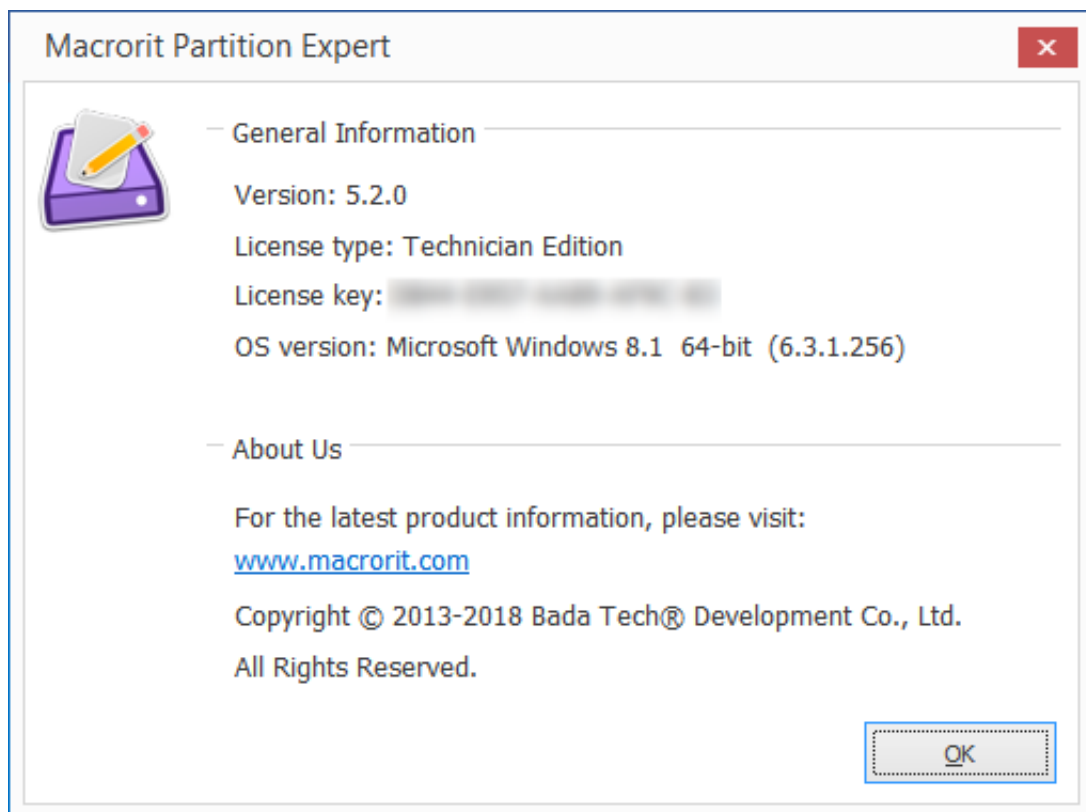 Macrorit Partition Expert
General Information
Version: 5.2.0
License type: Technician Edition
License key:
OS version: Microsoft Windows 8.1  64-bit  (6.3.1.256)
About Us
For the latest product information, please visit:
www.macrorit.com
Copyright © 2013-2018 Bada Tech® Development Co., Ltd.
All Rights Reserved.
OK